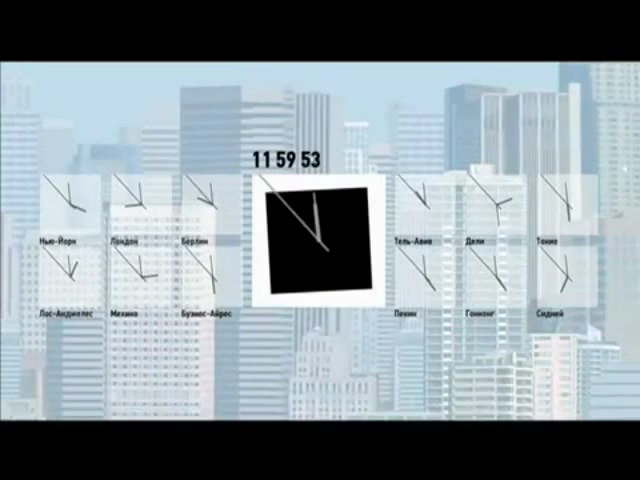 11 59 53
Нью-Йорк
Лондон
Берлин
Тель-Авив
Дели
Токио
Лос-Анджелес
Мехико
Буэнос-Айрес
Пекин
Гонконг
Сидней